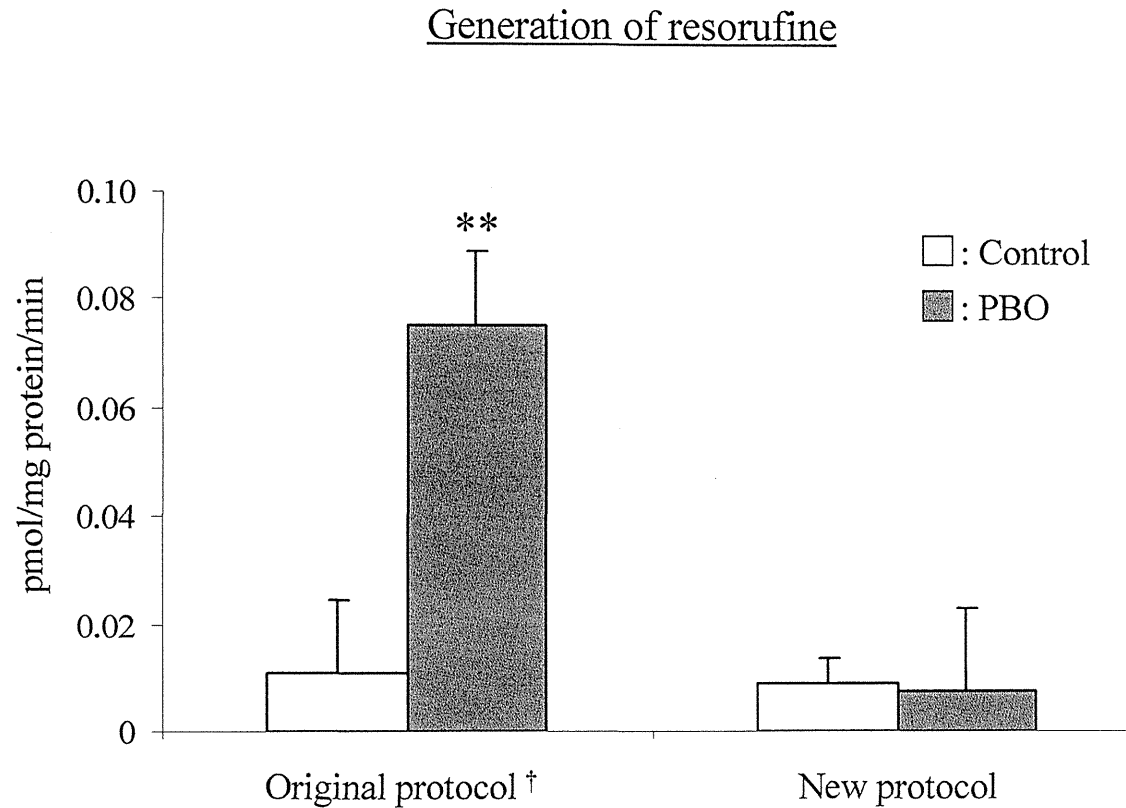 Generation of resorufine
pmol/mg protein/min
0.10
0.08
0.06
0.04
0.02
0
**
: Control
: PBO
Original protocol †
New protocol